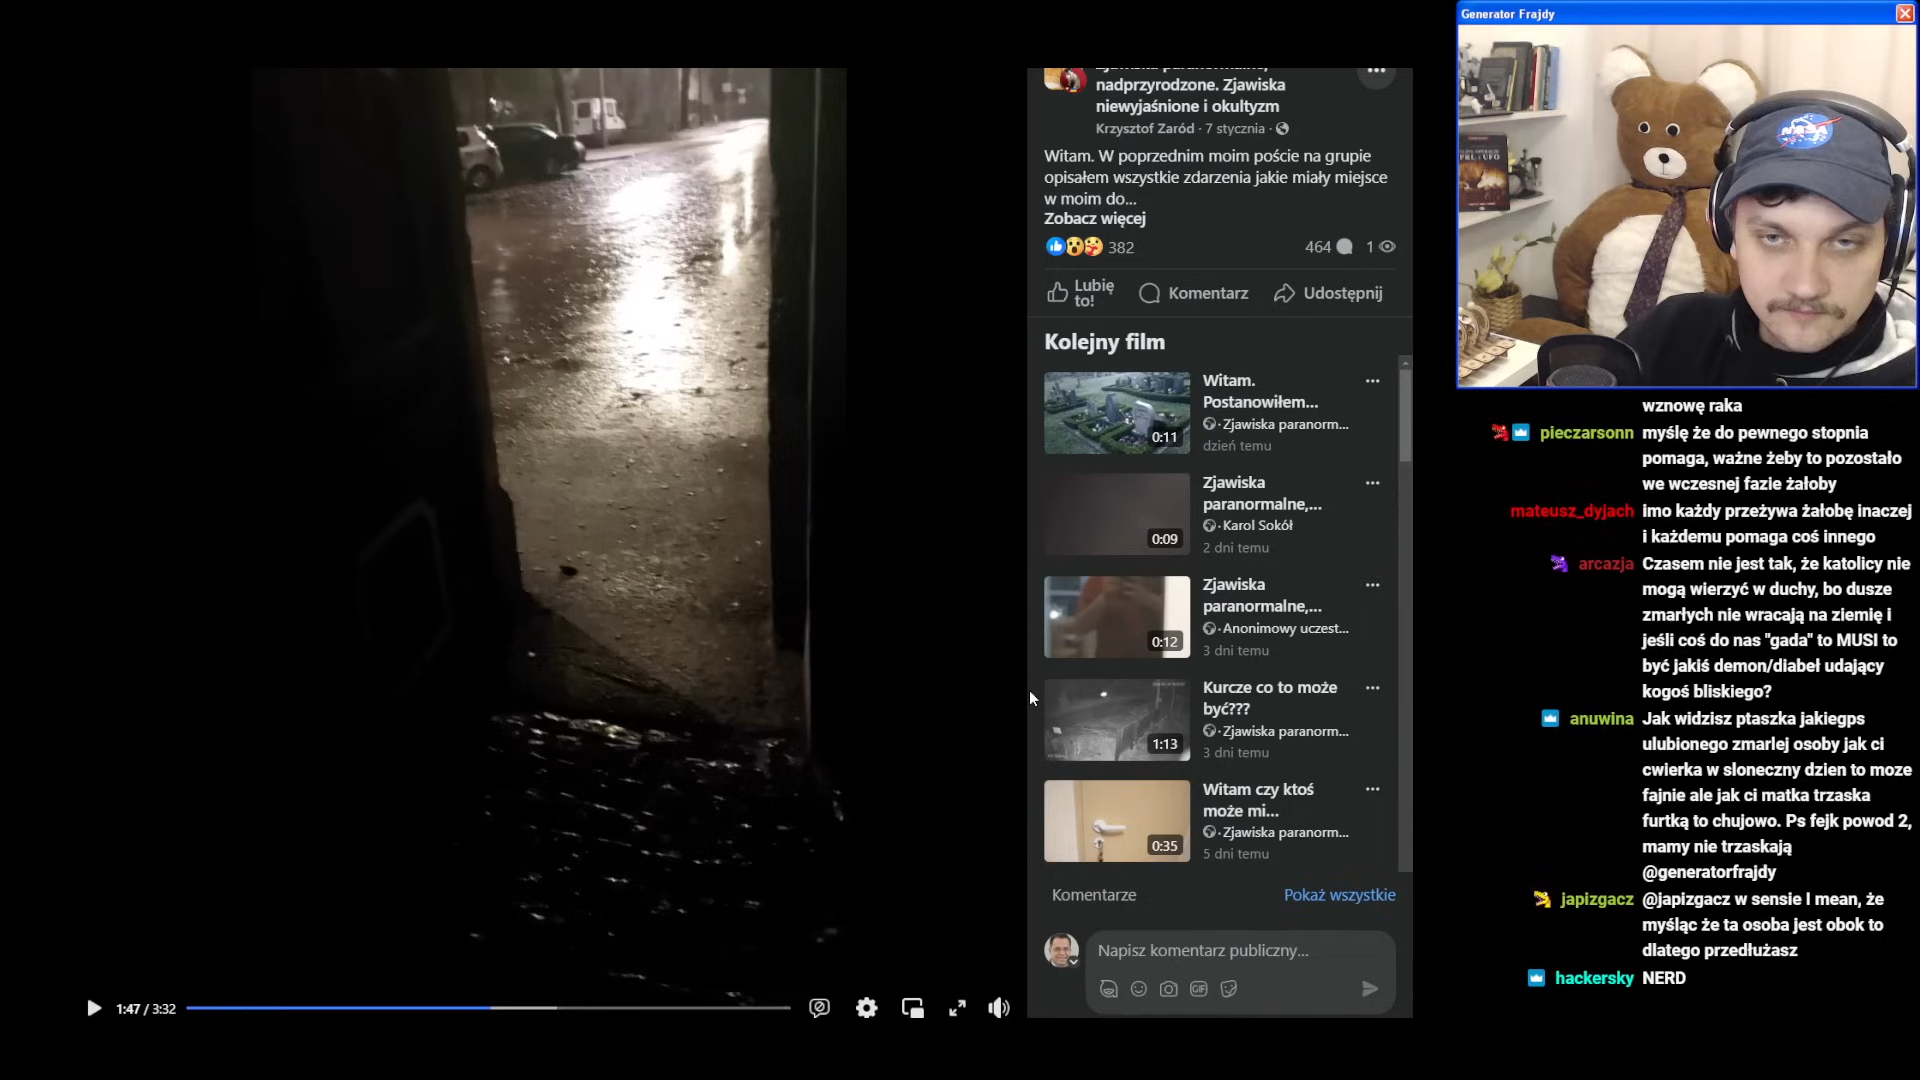 Generator Frajdy
NASA
nadprzyrodzone. Zjawiska
niewyjaśnione i okultyzm
Krzysztof Zaród · 7 stycznia ·
Witam. W poprzednim moim poście na grupie
opisałem wszystkie zdarzenia jakie miały miejsce
w moim do...
Zobacz więcej
382
464
1
Lubię
to!
Komentarz
Udostępnij
Kolejny film
Witam.
Postanowiłem...
· Zjawiska paranorm...
dzień temu
0:11
Zjawiska
paranormalne,...
· Karol Sokół
2 dni temu
0:09
Zjawiska
paranormalne,...
· Anonimowy uczest...
3 dni temu
0:12
Kurcze co to może
być???
· Zjawiska paranorm...
3 dni temu
1:13
Witam czy ktoś
może mi...
· Zjawiska paranorm...
5 dni temu
0:35
Komentarze
Pokaż wszystkie
Napisz komentarz publiczny...
GIF
1:47 / 3:32
wznowę raka
pieczarsonn myślę że do pewnego stopnia
pomaga, ważne żeby to pozostało
we wczesnej fazie żałoby
mateusz_dyjach imo każdy przeżywa żałobę inaczej
i każdemu pomaga coś innego
arcazja Czasem nie jest tak, że katolicy nie
mogą wierzyć w duchy, bo dusze
zmarłych nie wracają na ziemię i
jeśli coś do nas "gada" to MUSI to
być jakiś demon/diabeł udający
kogoś bliskiego?
anuwina Jak widzisz ptaszka jakiegps
ulubionego zmarlej osoby jak ci
cwierka w sloneczny dzien to moze
fajnie ale jak ci matka trzaska
furtką to chujowo. Ps fejk powod 2,
mamy nie trzaskają
@generatorfrajdy
japizgacz @japizgacz w sensie I mean, że
myśląc że ta osoba jest obok to
dlatego przedłużasz
hackersky NERD